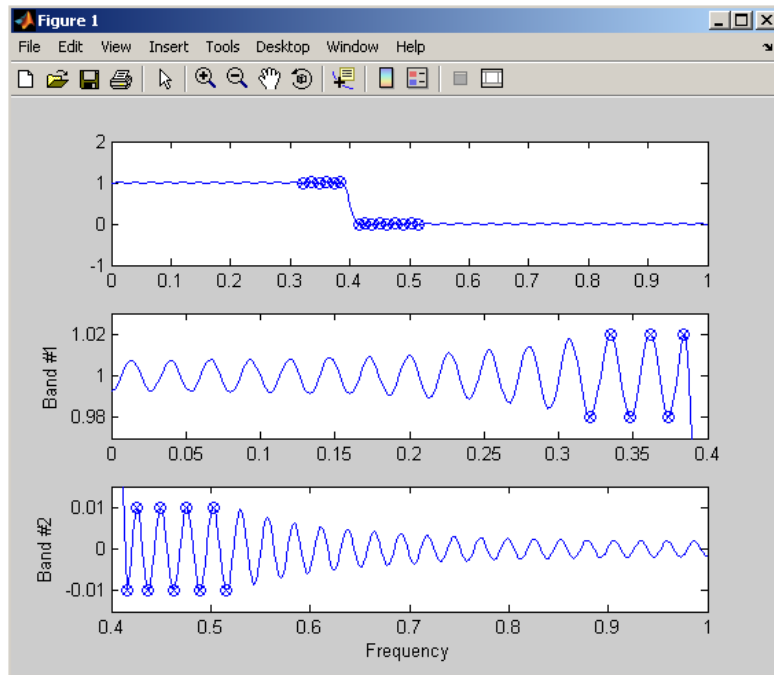 Figure 1
File Edit View Insert Tools Desktop Window Help
2
1
0
-1
0 0.1 0.2 0.3 0.4 0.5 0.6 0.7 0.8 0.9 1
Band #1
1.02
1
0.98
0 0.05 0.1 0.15 0.2 0.25 0.3 0.35 0.4
Band #2
0.01
0
-0.01
0.4 0.5 0.6 0.7 0.8 0.9 1
Frequency